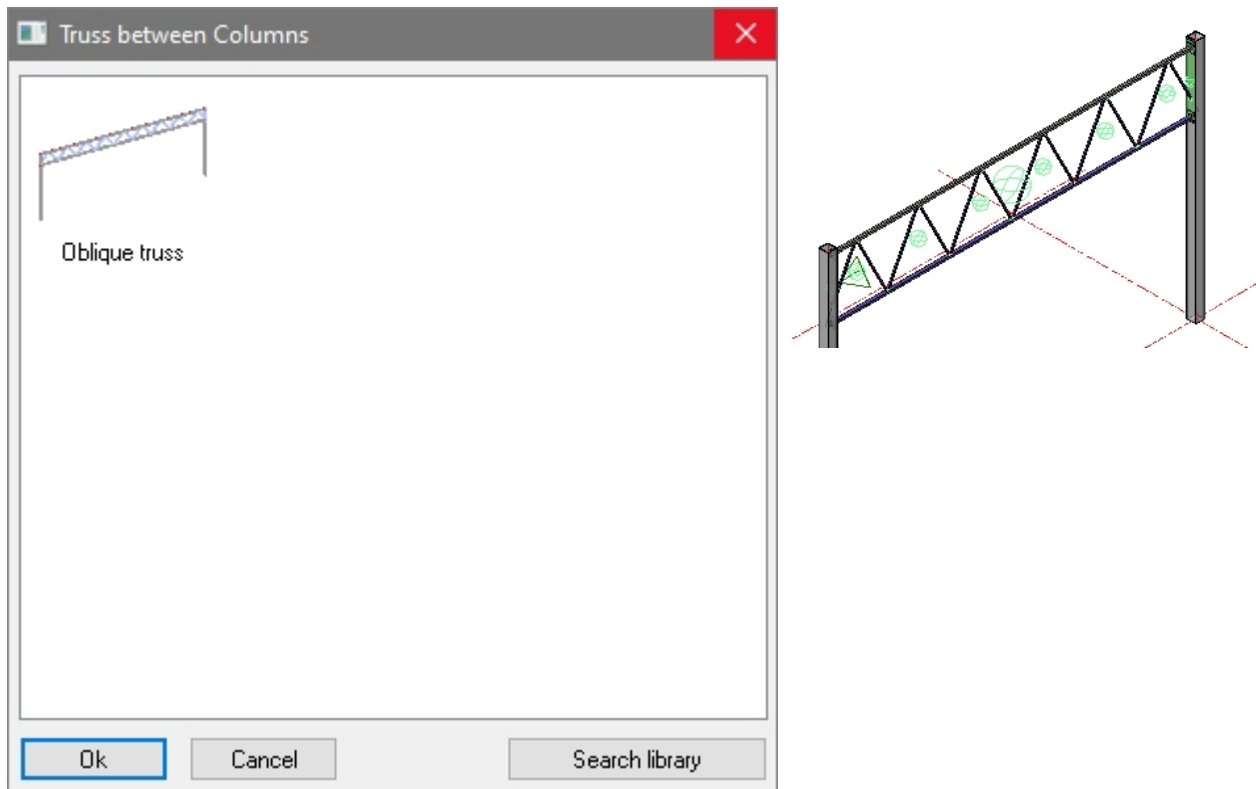 Truss between Columns
Oblique truss
Ok
Cancel
Search library